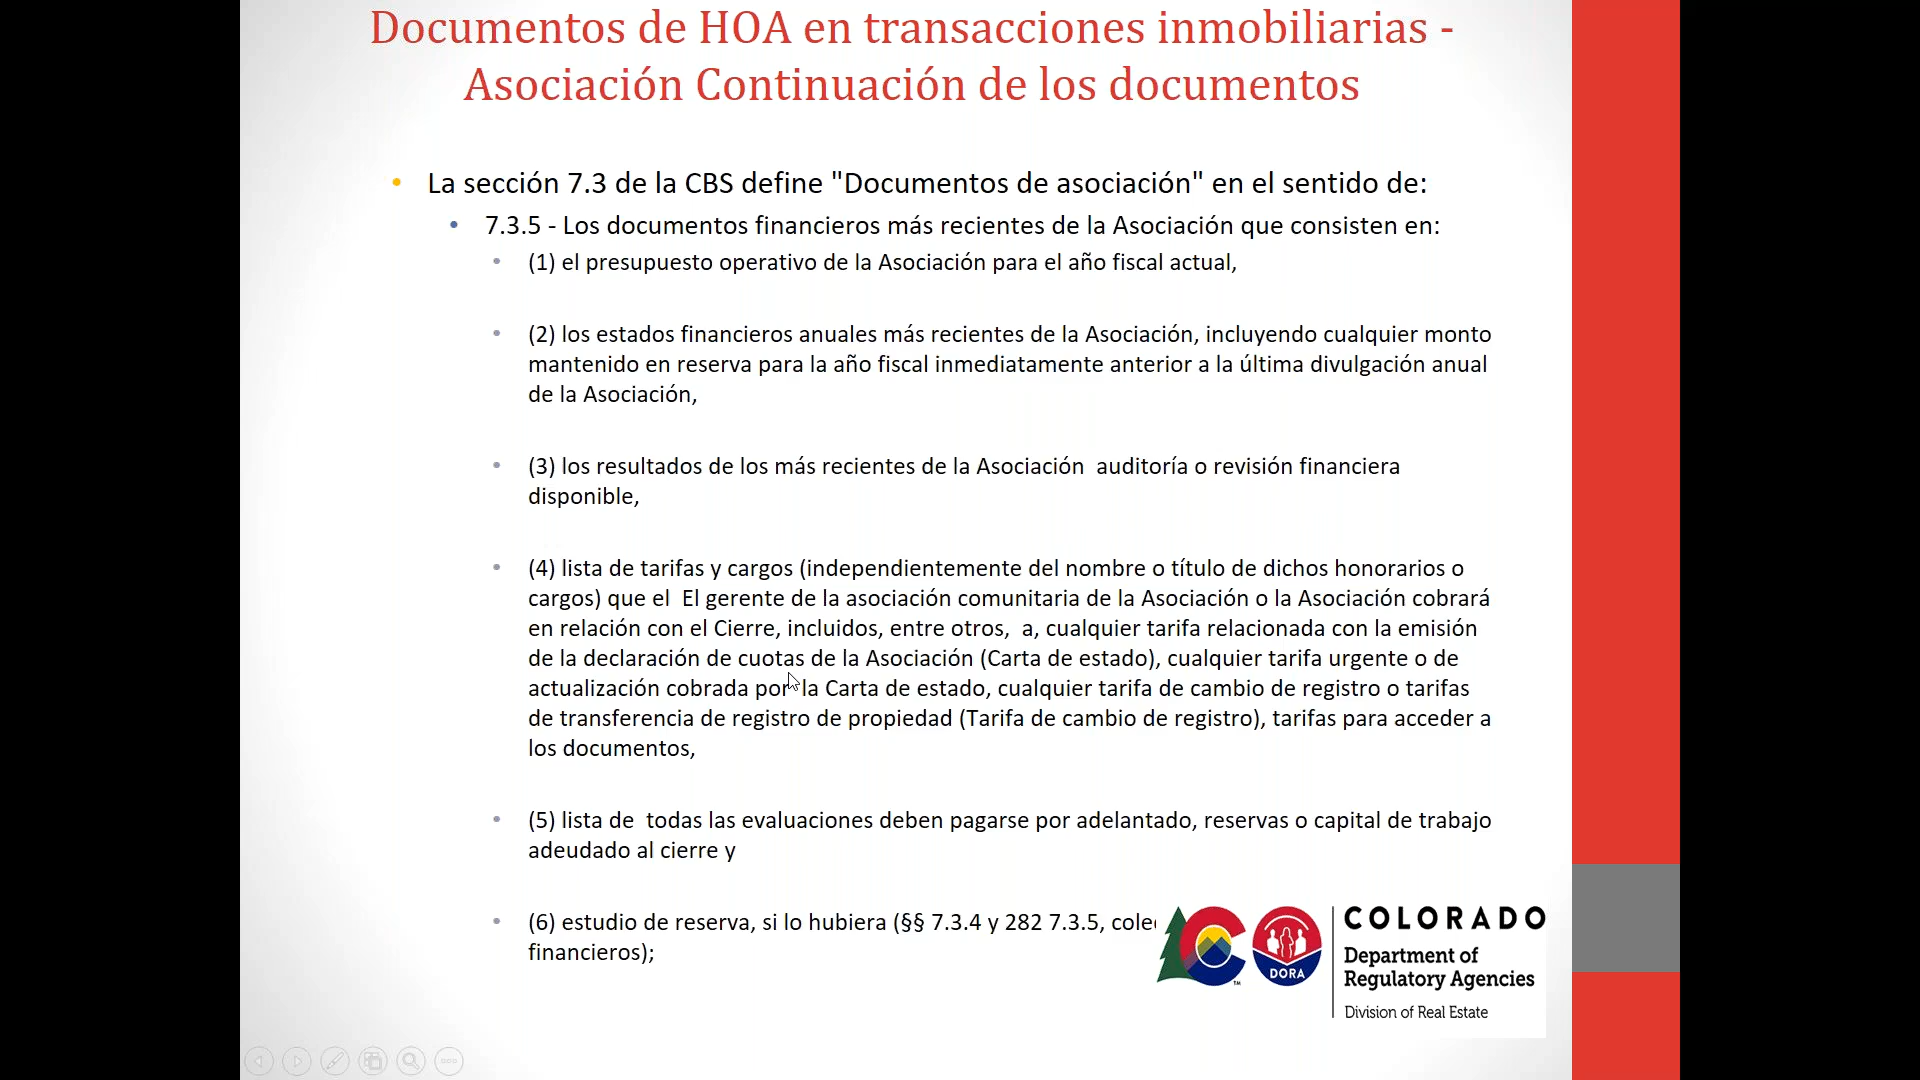 Documentos de HOA en transacciones inmobiliarias -
Asociación Continuación de los documentos
La sección 7.3 de la CBS define "Documentos de asociación" en el sentido de:
7.3.5 - Los documentos financieros más recientes de la Asociación que consisten en:
(1) el presupuesto operativo de la Asociación para el año fiscal actual,
(2) los estados financieros anuales más recientes de la Asociación, incluyendo cualquier monto
mantenido en reserva para la año fiscal inmediatamente anterior a la última divulgación anual
de la Asociación,
(3) los resultados de los más recientes de la Asociación  auditoría o revisión financiera
disponible,
(4) lista de tarifas y cargos (independientemente del nombre o título de dichos honorarios o
cargos) que el  El gerente de la asociación comunitaria de la Asociación o la Asociación cobrará
en relación con el Cierre, incluidos, entre otros,  a, cualquier tarifa relacionada con la emisión
de la declaración de cuotas de la Asociación (Carta de estado), cualquier tarifa urgente o de
actualización cobrada por la Carta de estado, cualquier tarifa de cambio de registro o tarifas
de transferencia de registro de propiedad (Tarifa de cambio de registro), tarifas para acceder a
los documentos,
(5) lista de  todas las evaluaciones deben pagarse por adelantado, reservas o capital de trabajo
adeudado al cierre y
(6) estudio de reserva, si lo hubiera (§§ 7.3.4 y 282 7.3.5,
financieros);
DORA
TM
COLORADO
Department of
Regulatory Agencies
Division of Real Estate